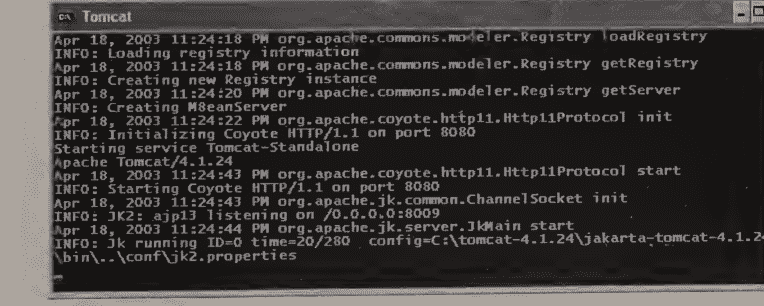 Tomcat
Apr 18, 2003 11:24:18 PM org.apache.commons.modeler.Registry loadRegistry
INFO: Loading registry information
Apr 18, 2003 11:24:18 PM org.apache.commons.modeler.Registry getRegistry
INFO: Creating new Registry instance
Apr 18, 2003 11:24:20 PM org.apache.commons.modeler.Registry getServer
INFO: Creating M8eanServer
Apr 18, 2003 11:24:22 PM org.apache.coyote.http11.Http11Protocol init
INFO: Initializing Coyote HTTP/1.1 on port 8080
Starting service Tomcat-Standalone
Apache Tomcat/4.1.24
Apr 18, 2003 11:24:43 PM org.apache.coyote.http11.Http11Protocol start
INFO: Starting Coyote HTTP/1.1 on port 8080
Apr 18, 2003 11:24:43 PM org.apache.jk.common.ChannelSocket init
INFO: JK2: ajp13 listening on /0.0.0.0:8009
Apr 18, 2003 11:24:44 PM org.apache.jk.server.JkMain start
INFO: Jk running ID=0 time=20/280 config=C:\tomcat-4.1.24\jakarta-tomcat-4.1.24
\bin\..\conf\jk2.properties